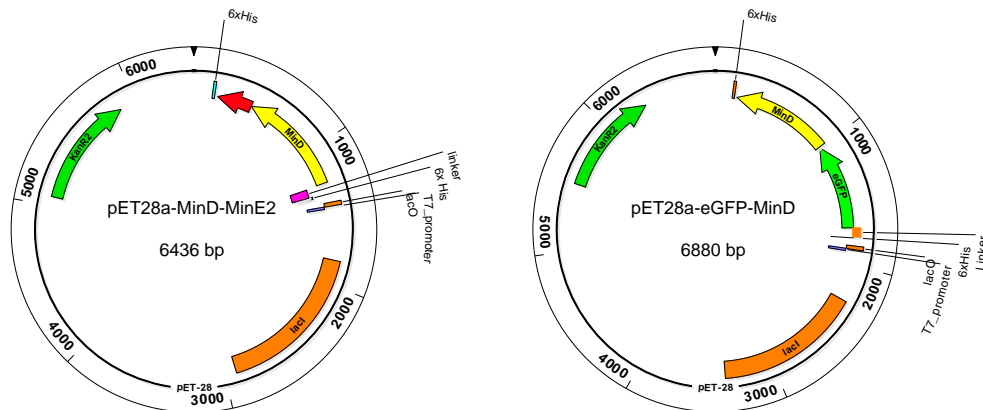 6xHis
6000
KanR2
MinD
1000
linker
6x His
T7_promoter
lacO
5000
pET28a-MinD-MinE2
6436 bp
2000
lacI
4000
pET-28
3000
6xHis
6000
KanR2
MinD
1000
eGFP
pET28a-eGFP-MinD
6880 bp
5000
Linker
6xHis
lacO
T7_promoter
2000
lacI
4000
pET-28
3000